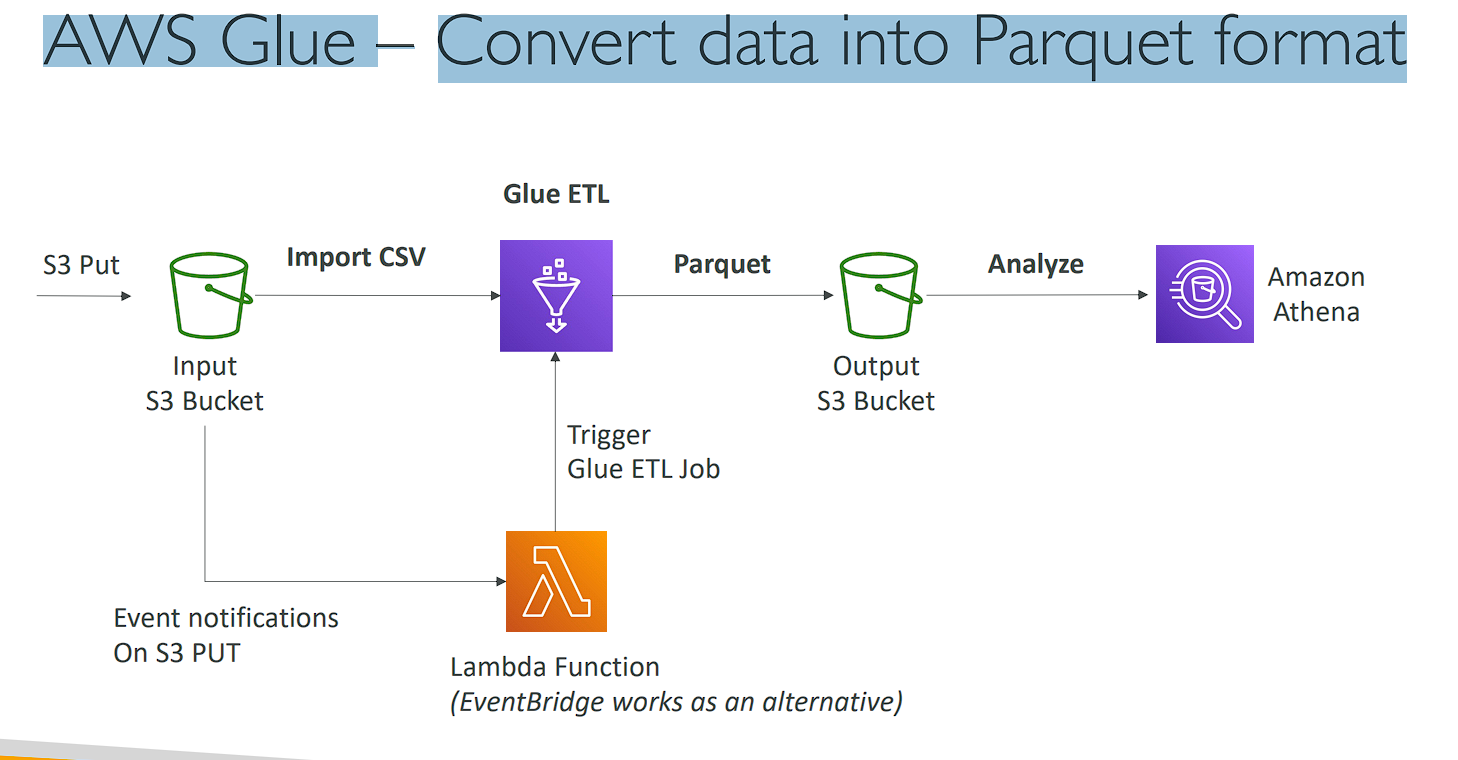 AWS Glue – Convert data into Parquet format
Glue ETL
S3 Put
Import CSV
Parquet
Analyze
Amazon
Athena
Input
S3 Bucket
Output
S3 Bucket
Trigger
Glue ETL Job
Event notifications
On S3 PUT
Lambda Function
(EventBridge works as an alternative)